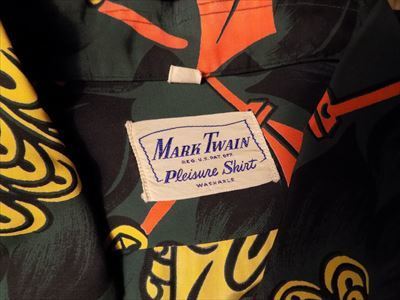 MARK TWAIN
REG. U.S. PAT. OFF.
Pleisure Shirt
WASHABLE